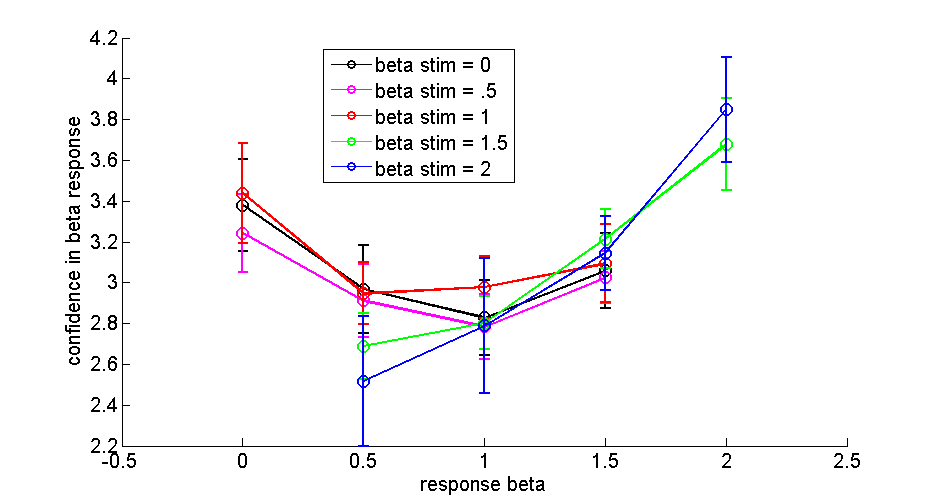 4.2
4
3.8
3.6
3.4
3.2
3
2.8
2.6
2.4
2.2
confidence in beta response
beta stim = 0
beta stim = .5
beta stim = 1
beta stim = 1.5
beta stim = 2
-0.5 0 0.5 1 1.5 2 2.5
response beta